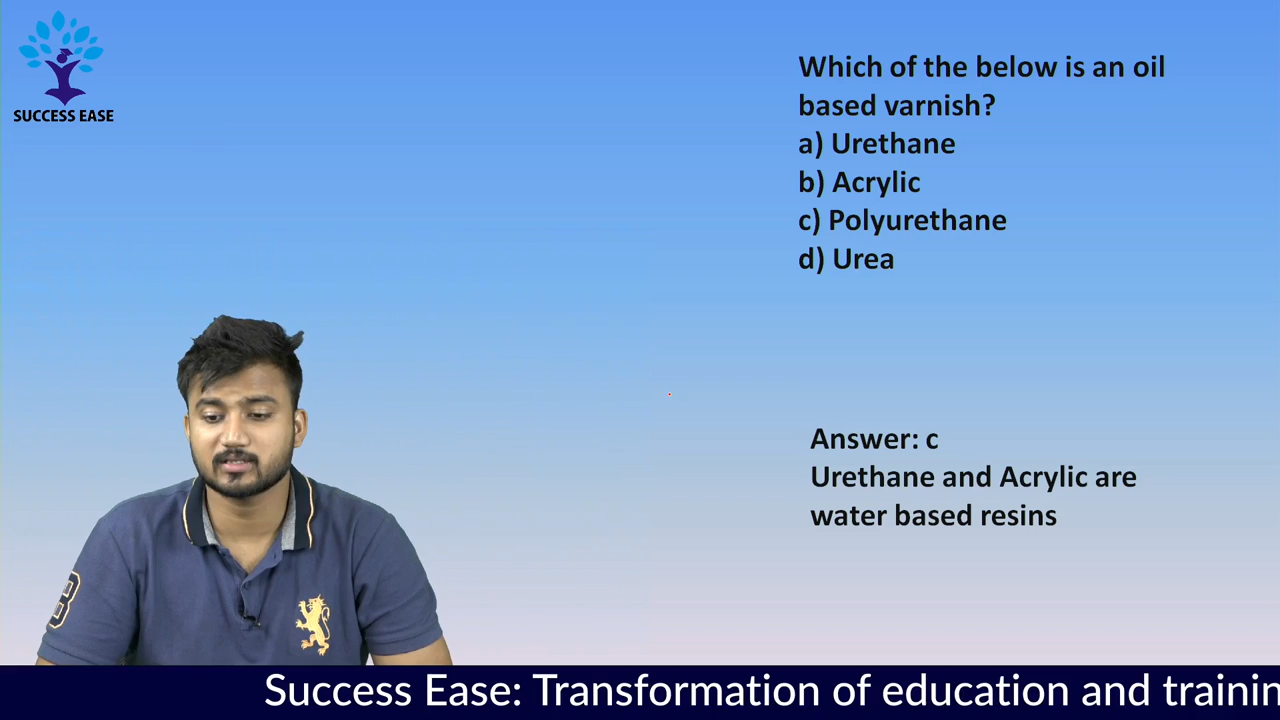 SUCCESS EASE
Which of the below is an oil
based varnish?
a) Urethane
b) Acrylic
c) Polyurethane
d) Urea
Answer: c
Urethane and Acrylic are
water based resins
Success Ease: Transformation of education and trainin